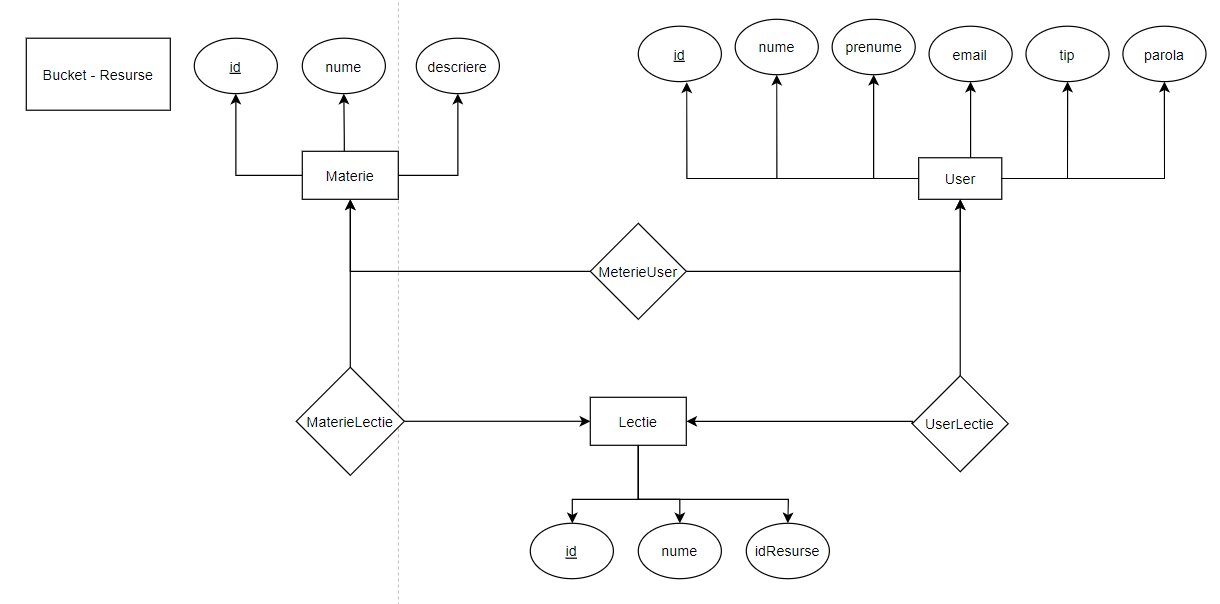 Bucket - Resurse
id
nume
descriere
id
nume
prenume
email
tip
parola
Materie
User
MeterieUser
MaterieLectie
Lectie
UserLectie
id
nume
idResurse